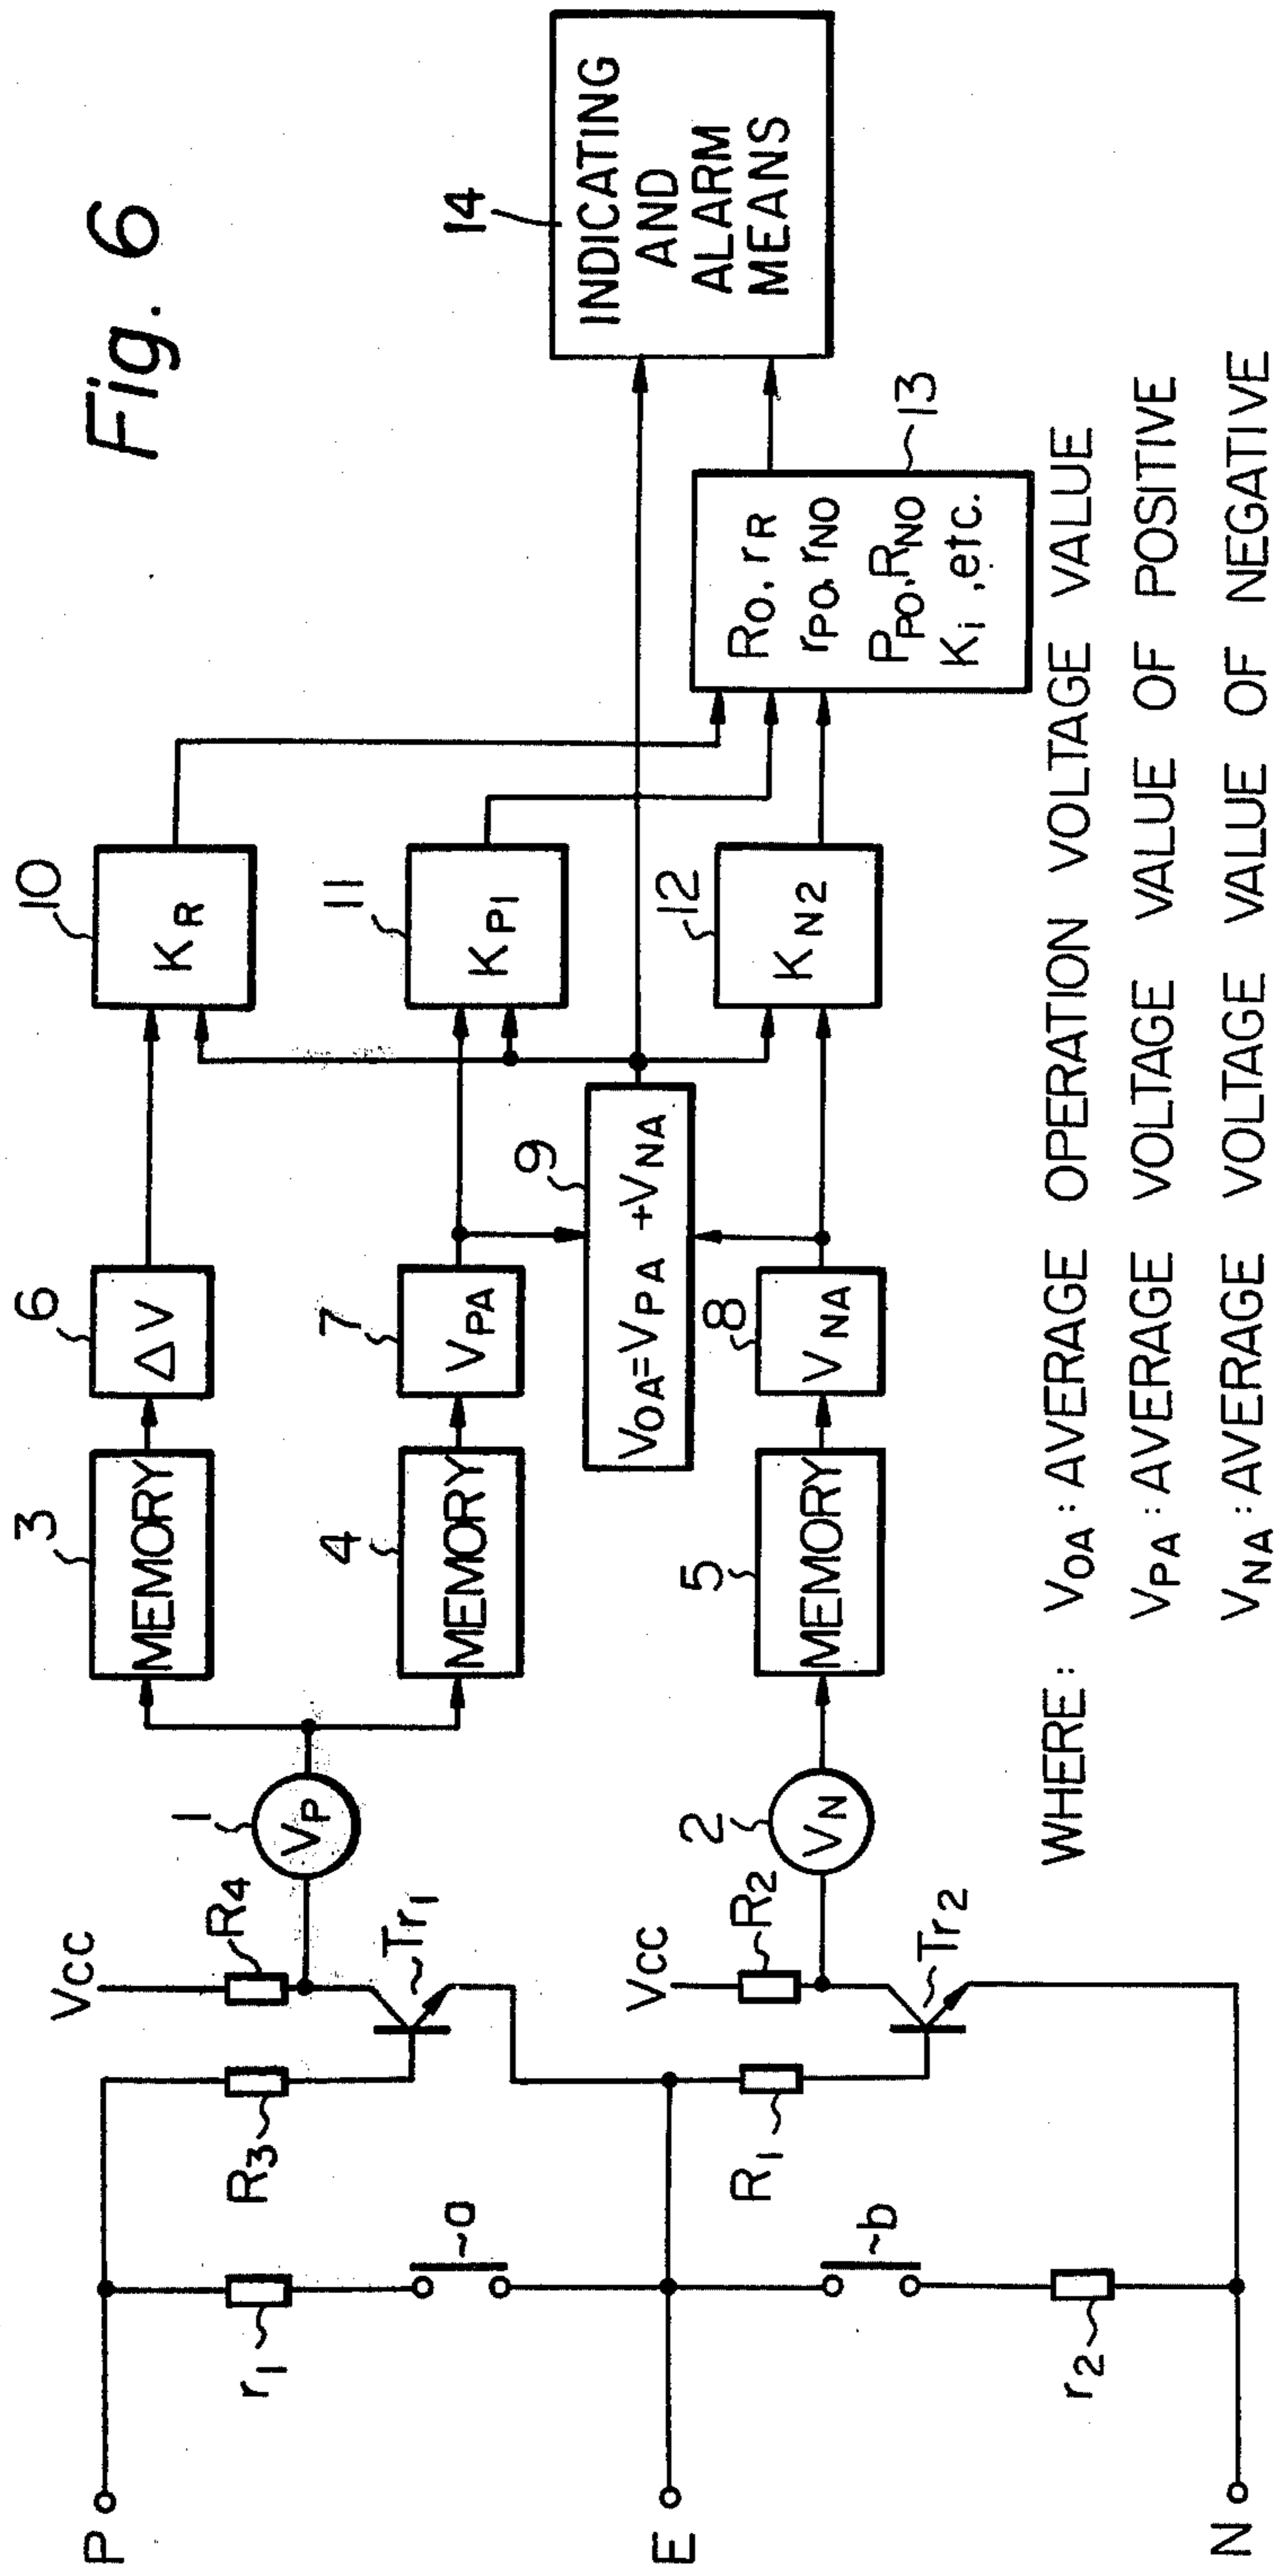 Fig. 6
P
E
N
r1
R3
a
R1
b
r2
VCC
R4
Tr1
VCC
R2
Tr2
1
VP
2
VN
3
MEMORY
4
MEMORY
5
MEMORY
6
ΔV
7
VPA
8
VNA
9
VOA=VPA +VNA
10
KR
11
KP1
12
KN2
13
RO, rR
rPO, rNO
PPO, RNO
Ki ,etc.
14
INDICATING
AND
ALARM
MEANS
WHERE: VOA : AVERAGE OPERATION VOLTAGE VALUE
VPA : AVERAGE VOLTAGE VALUE OF POSITIVE
VNA : AVERAGE VOLTAGE VALUE OF NEGATIVE